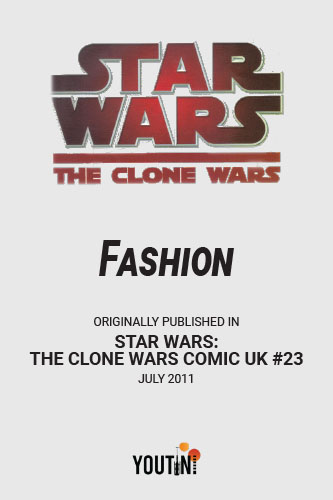 STAR
WARS
THE CLONE WARS
FASHION
ORIGINALLY PUBLISHED IN
STAR WARS:
THE CLONE WARS COMIC UK #23
JULY 2011
YOUTINI